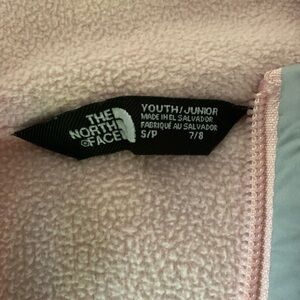 THE
NORTH
FACE
YOUTH/JUNIOR
MADE IN EL SALVADOR
FABRIQUÉ AU SALVADOR
S/P 7/8